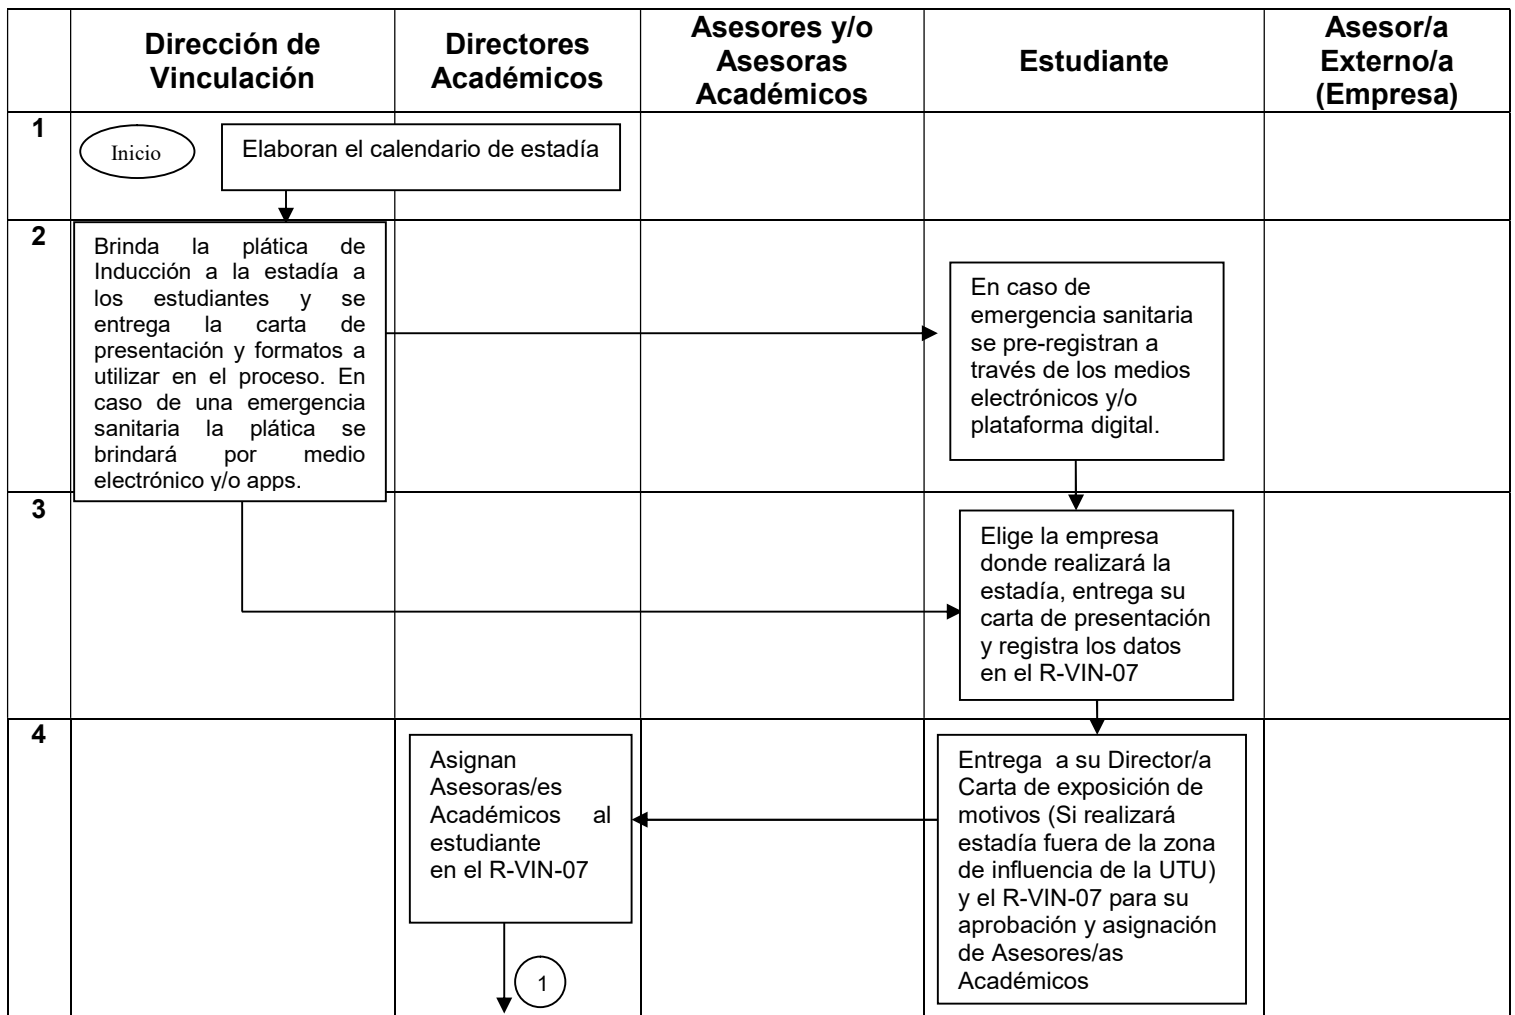 Dirección de
Vinculación
Directores
Académicos
Asesores y/o
Asesoras
Académicos
Estudiante
Asesor/a
Externo/a
(Empresa)
1
Inicio
Elaboran el calendario de estadía
2
Brinda la plática de
Inducción a la estadía a
los estudiantes y se
entrega la carta de
presentación y formatos a
utilizar en el proceso. En
caso de una emergencia
sanitaria la plática se
brindará por medio
electrónico y/o apps.
En caso de
emergencia sanitaria
se pre-registran a
través de los medios
electrónicos y/o
plataforma digital.
3
Elige la empresa
donde realizará la
estadía, entrega su
carta de presentación
y registra los datos
en el R-VIN-07
4
Asignan
Asesoras/es
Académicos al
estudiante
en el R-VIN-07
1
Entrega a su Director/a
Carta de exposición de
motivos (Si realizará
estadía fuera de la zona
de influencia de la UTU)
y el R-VIN-07 para su
aprobación y asignación
de Asesores/as
Académicos